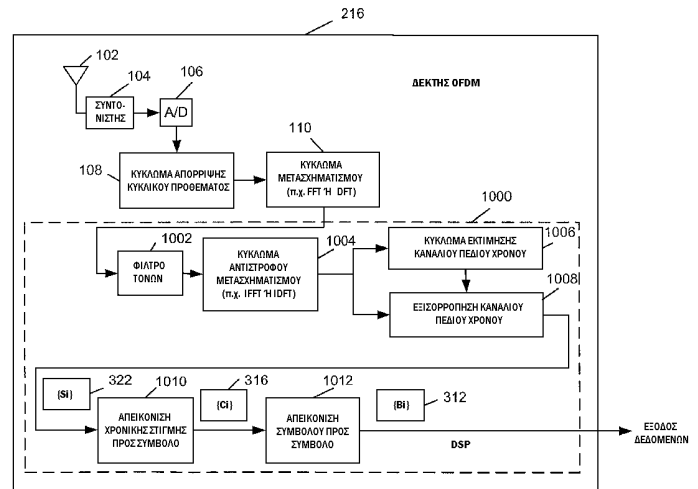 216
102
104
106
ΣΥΝΤΟ-
ΝΙΣΤΗΣ
A/D
ΔΕΚΤΗΣ OFDM
110
108
ΚΥΚΛΩΜΑ ΑΠΟΡΡΙΨΗΣ
ΚΥΚΛΙΚΟΥ ΠΡΟΘΕΜΑΤΟΣ
ΚΥΚΛΩΜΑ
ΜΕΤΑΣΧΗΜΑΤΙΣΜΟΥ
(π.χ. FFT Ή DFT)
1000
1002
ΦΙΛΤΡΟ
ΤΟΝΩΝ
1004
ΚΥΚΛΩΜΑ
ΑΝΤΙΣΤΡΟΦΟΥ
ΜΕΤΑΣΧΗΜΑΤΙΣΜΟΥ
(π.χ. IFFT Ή IDFT)
1006
ΚΥΚΛΩΜΑ ΕΚΤΙΜΗΣΗΣ
ΚΑΝΑΛΙΟΥ ΠΕΔΙΟΥ ΧΡΟΝΟΥ
1008
ΕΞΙΣΟΡΡΟΠΗΣΗ ΚΑΝΑΛΙΟΥ
ΠΕΔΙΟΥ ΧΡΟΝΟΥ
{Si}
322
1010
ΑΠΕΙΚΟΝΙΣΗ
ΧΡΟΝΙΚΗΣ ΣΤΙΓΜΗΣ
ΠΡΟΣ ΣΥΜΒΟΛΟ
{Ci}
316
1012
ΑΠΕΙΚΟΝΙΣΗ
ΣΥΜΒΟΛΟΥ ΠΡΟΣ
ΣΥΜΒΟΛΟ
{Bi}
312
DSP
ΕΞΟΔΟΣ
ΔΕΔΟΜΕΝΩΝ